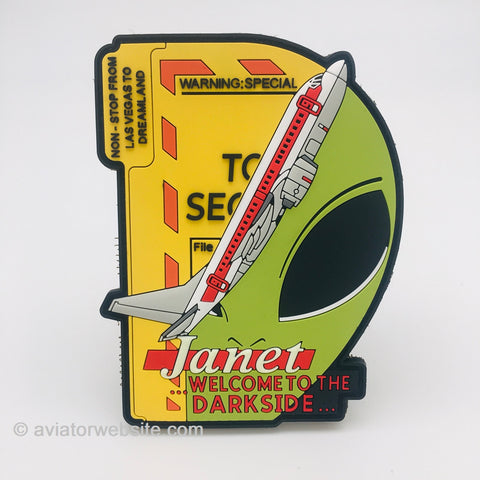 NON - STOP FROM
LAS VEGAS TO
DREAMLAND
WARNING: SPECIAL
TO
SEC
File
Janet
... WELCOME TO THE
DARKSIDE ...
© aviatorwebsite.com